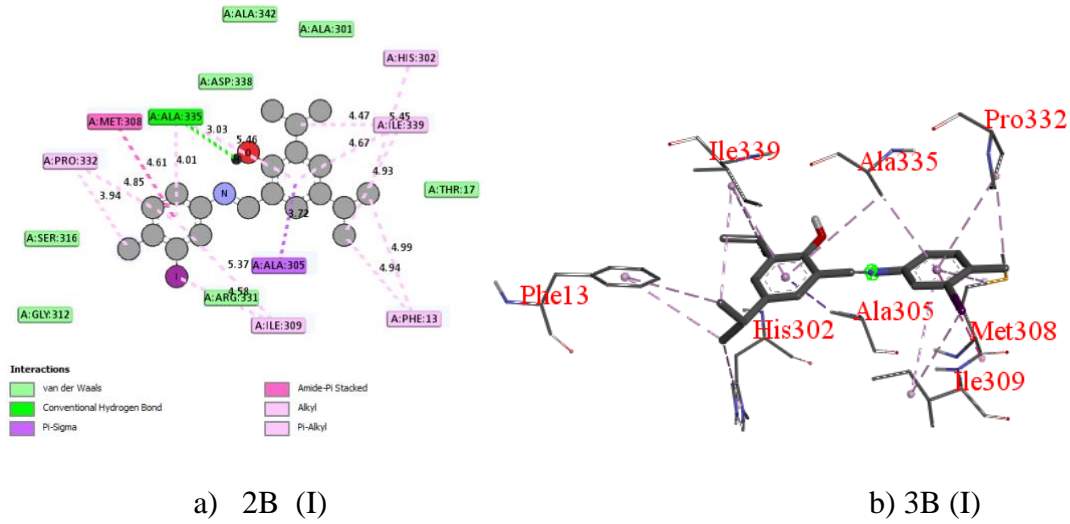 A:ALA:342
A:ALA:301
A:HIS:302
A:ASP:338
A:MET:308
A:ALA:335
4.47
5.45
A:ILE:339
3.03
5.46
O
4.67
A:PRO:332
4.61
4.01
4.85
4.93
N
A:THR:17
3.94
3.72
A:SER:316
5.37
A:ALA:305
4.99
4.94
I
4.58
A:ARG:331
A:GLY:312
A:ILE:309
A:PHE:13
Interactions
van der Waals
Conventional Hydrogen Bond
Pi-Sigma
Amide-Pi Stacked
Alkyl
Pi-Alkyl
Pro332
Ile339
Ala335
Phe13
His302
Ala305
Met308
Ile309
a) 2B (I)
b) 3B (I)